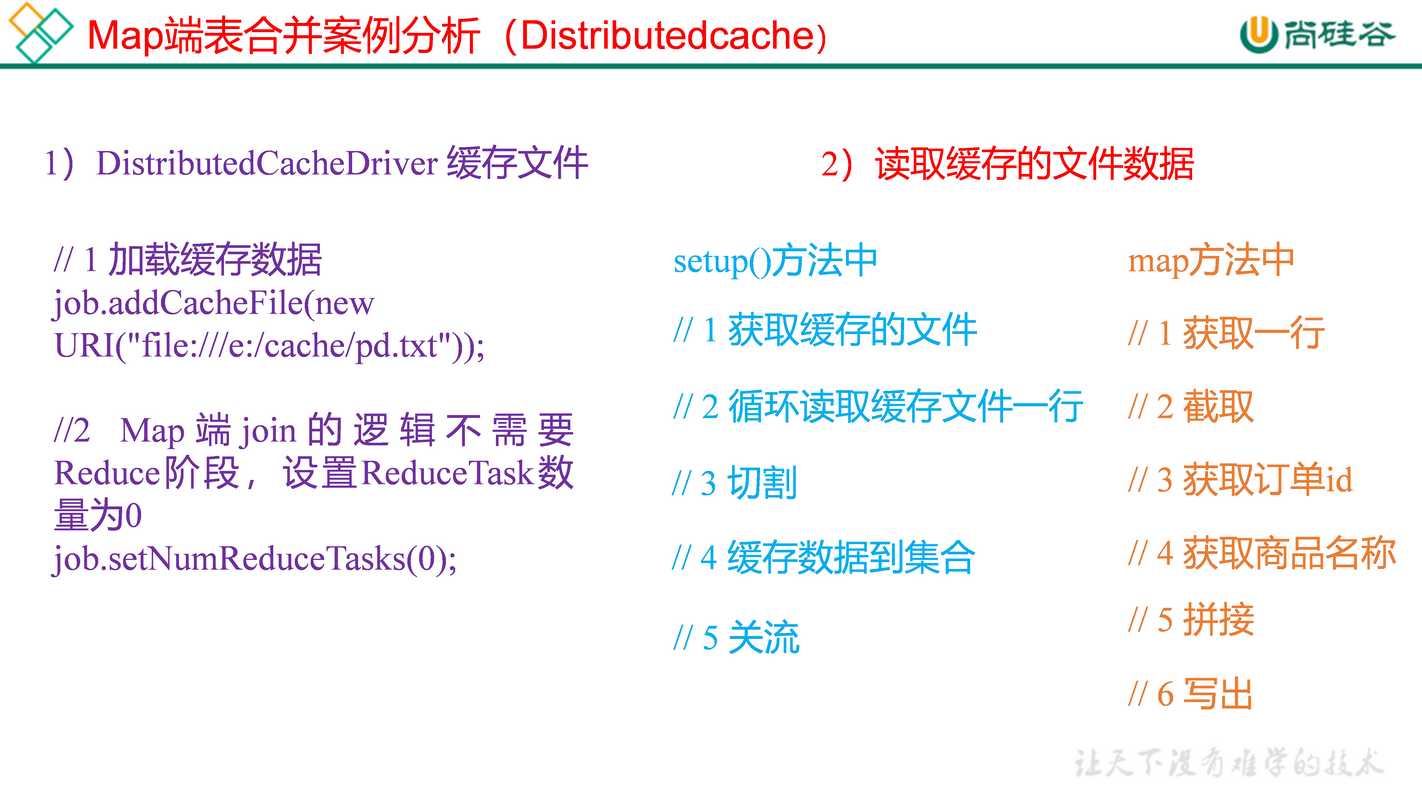 Map端表合并案例分析（Distributedcache）
尚硅谷
1）DistributedCacheDriver 缓存文件
// 1 加载缓存数据
job.addCacheFile(new
URI("file:///e:/cache/pd.txt"));
//2 Map端join的逻辑不需要
Reduce阶段，设置ReduceTask数
量为0
job.setNumReduceTasks(0);
2）读取缓存的文件数据
setup()方法中
// 1 获取缓存的文件
// 2 循环读取缓存文件一行
// 3 切割
// 4 缓存数据到集合
// 5 关流
map方法中
// 1 获取一行
// 2 截取
// 3 获取订单id
// 4 获取商品名称
// 5 拼接
// 6 写出
让天下没有难学的技术